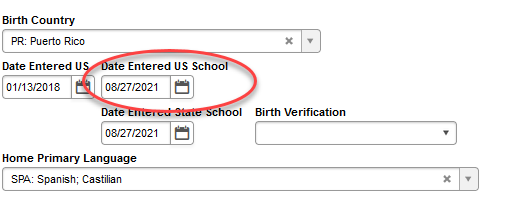 Birth Country
PR: Puerto Rico
Date Entered US Date Entered US School
01/13/2018 08/27/2021
Date Entered State School Birth Verification
08/27/2021
Home Primary Language
SPA: Spanish; Castilian